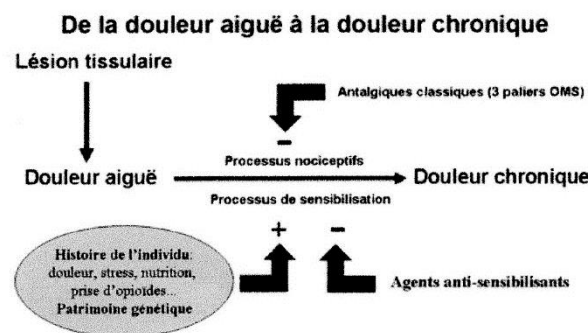 De la douleur aiguë à la douleur chronique
Lésion tissulaire
Antalgiques classiques (3 paliers OMS)
–
Processus nociceptifs
Douleur aiguë
Douleur chronique
Processus de sensibilisation
+
–
Histoire de l'individu:
douleur, stress, nutrition,
prise d'opioïdes...
Patrimoine génétique
Agents anti-sensibilisants